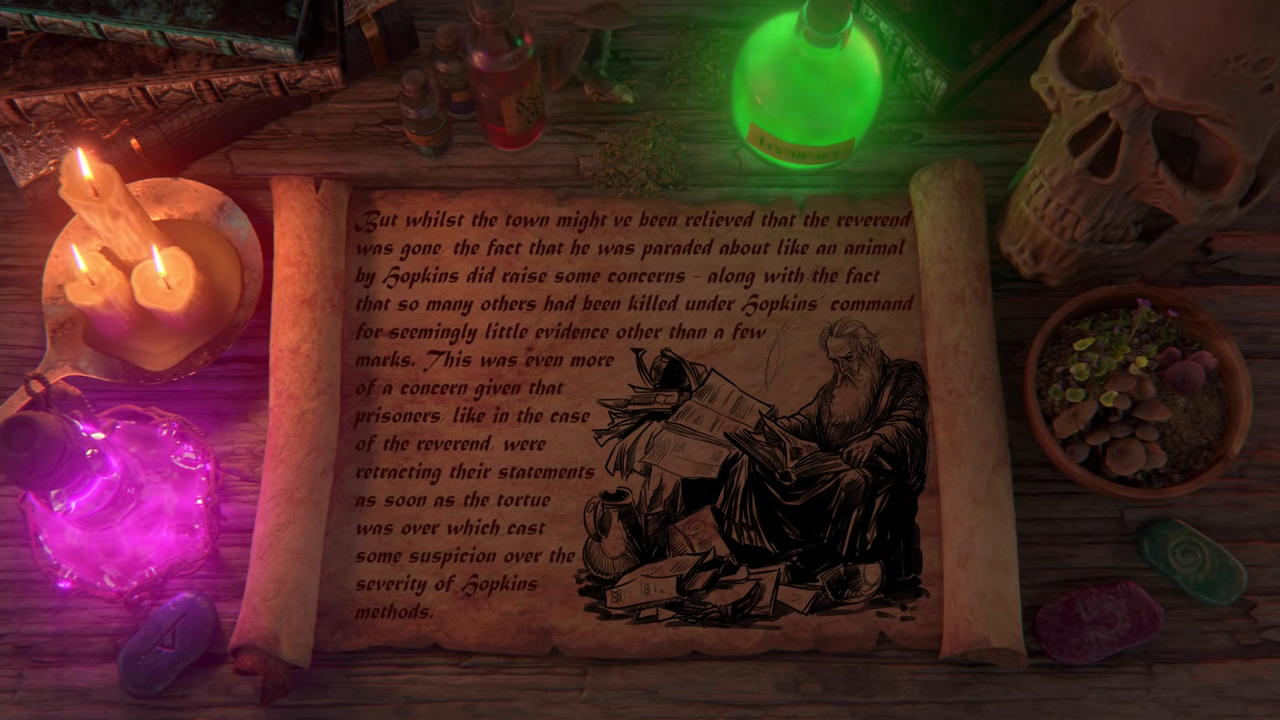 But whilst the town might've been relieved that the reverend
was gone the fact that he was paraded about like an animal
by Hopkins did raise some concerns - along with the fact
that so many others had been killed under Hopkins' command
for seemingly little evidence other than a few
marks. This was even more
of a concern given that
prisoners, like in the case
of the reverend, were
retracting their statements
as soon as the tortue
was over which cast
some suspicion over the
severity of Hopkins
methods.